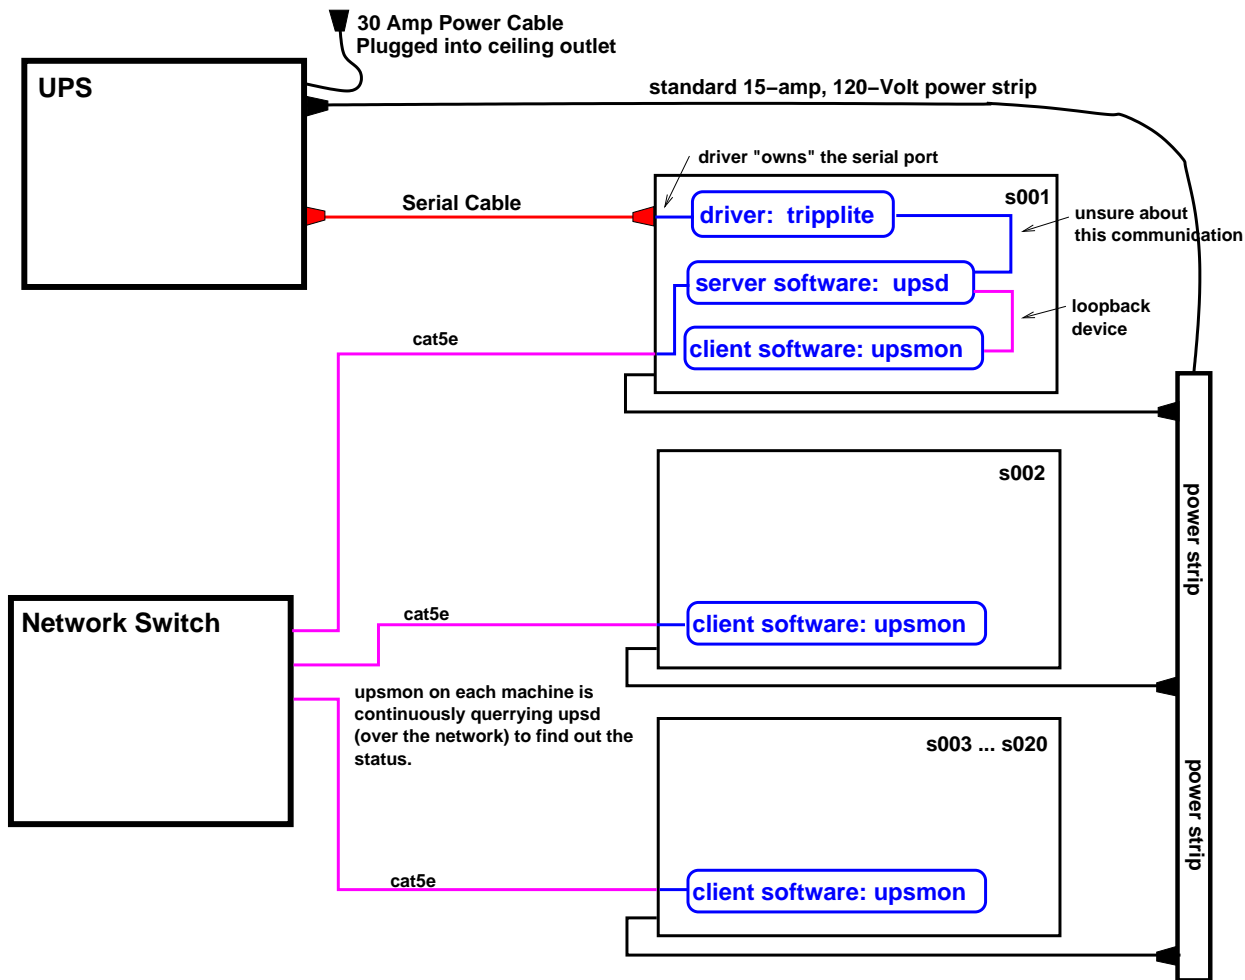 30 Amp Power Cable
Plugged into ceiling outlet
UPS
standard 15−amp, 120−Volt power strip
driver "owns" the serial port
s001
Serial Cable
driver: tripplite
unsure about
this communication
server software: upsd
loopback
device
cat5e
client software: upsmon
s002
power strip
Network Switch
cat5e
client software: upsmon
upsmon on each machine is
continuously querrying upsd
(over the network) to find out the
status.
s003 ... s020
power strip
cat5e
client software: upsmon